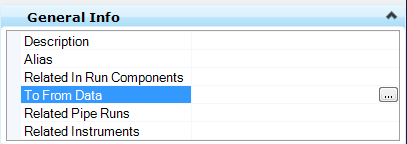 General Info
Description
Alias
Related In Run Components
To From Data ...
Related Pipe Runs
Related Instruments